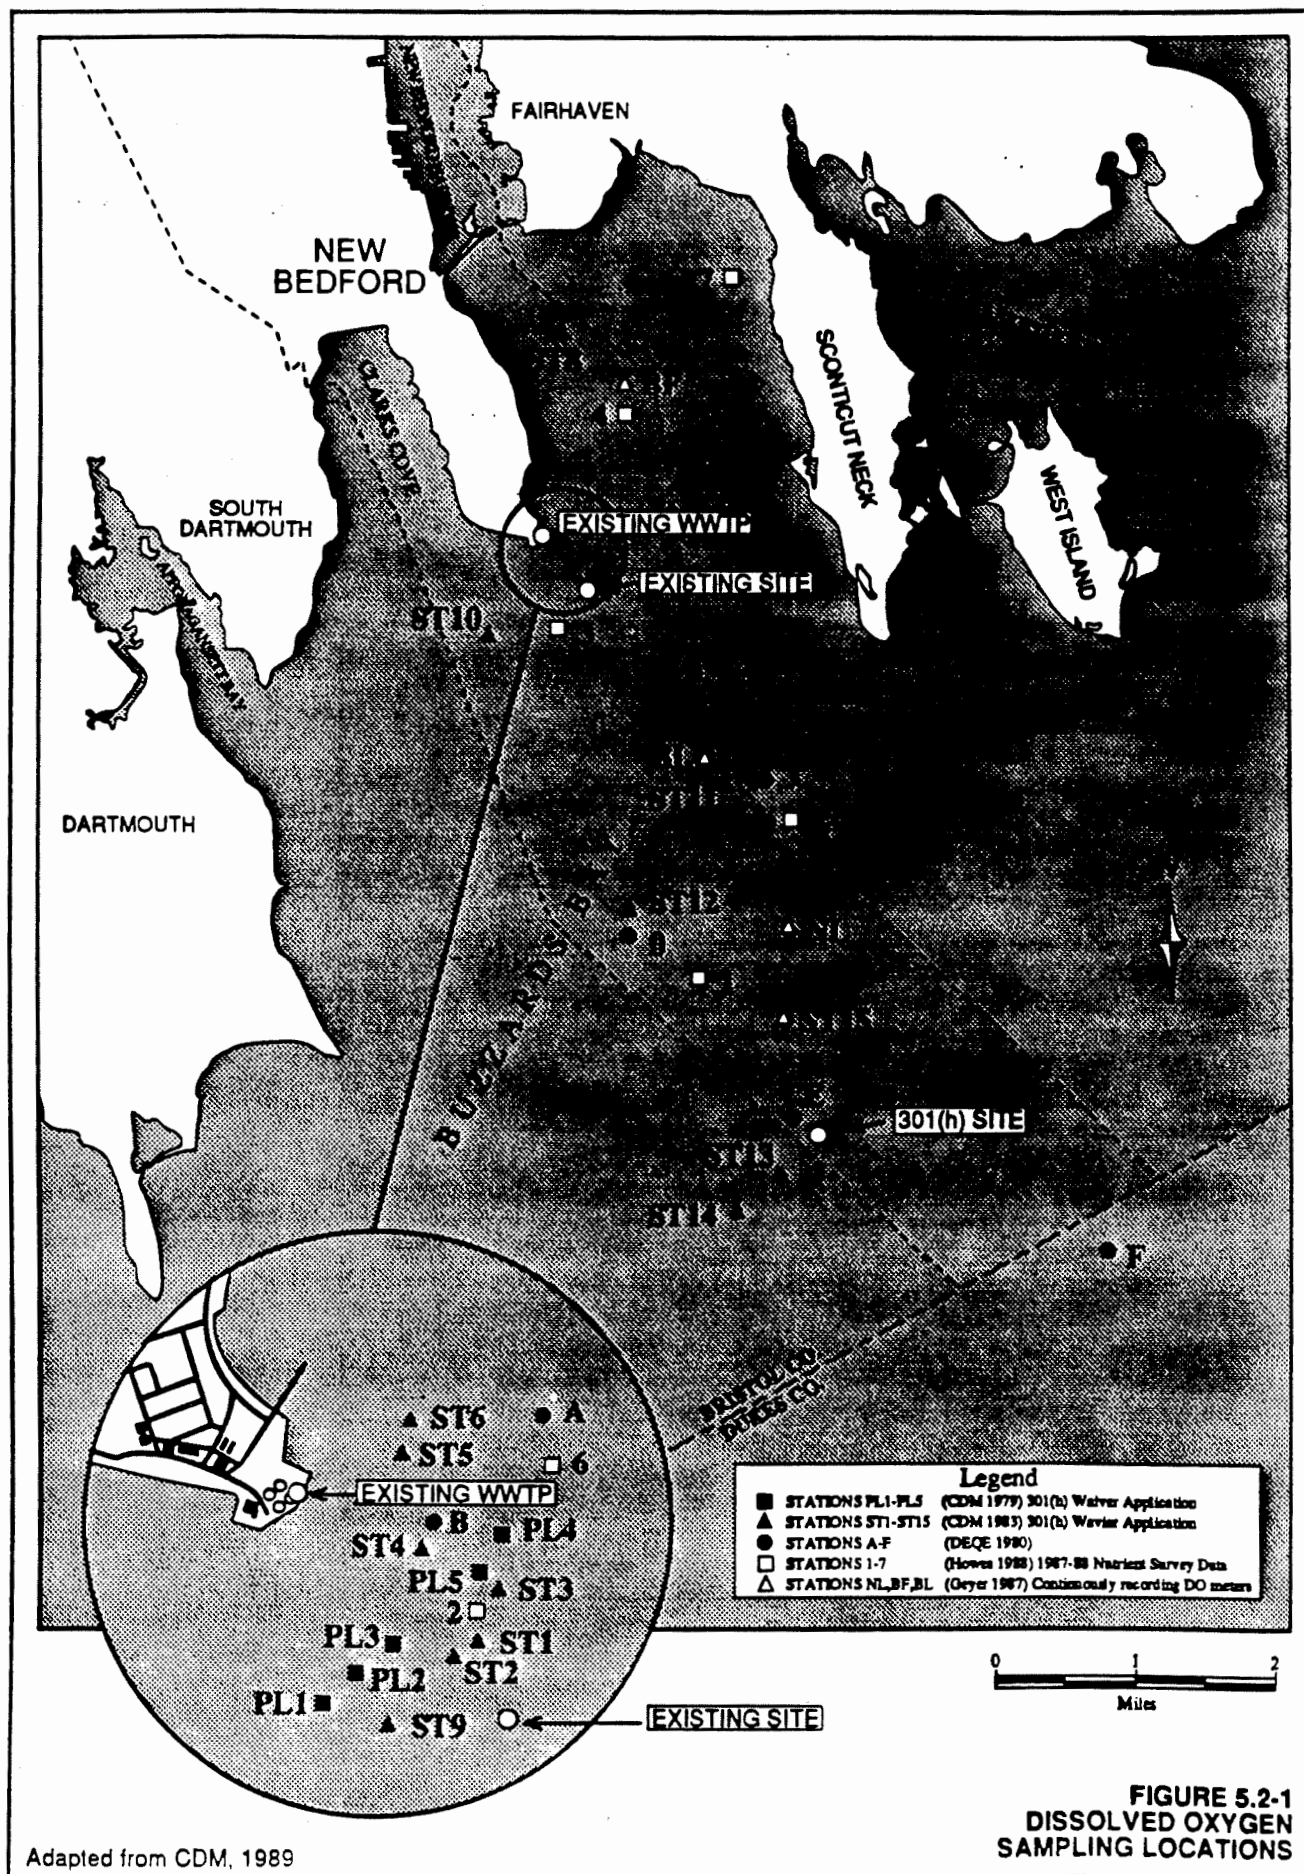 FAIRHAVEN
NEW
BEDFORD
CLARKS COVE
SCONTICUT NECK
WEST ISLAND
SOUTH
DARTMOUTH
EXISTING WWTP
EXISTING SITE
ST10
DARTMOUTH
ST12
BUZZARDS B
301(h) SITE
ST13
ST14
F
BRISTOL CO.
DUKES CO.
ST6
A
ST5
6
EXISTING WWTP
B
PL4
ST4
PL5
ST3
2
PL3
ST1
ST2
PL2
PL1
ST9
EXISTING SITE
Legend
STATIONS PL1-PL5 (CDM 1979) 301(h) Waiver Application
STATIONS ST1-ST15 (CDM 1983) 301(h) Wavier Application
STATIONS A-F (DEQE 1980)
STATIONS 1-7 (Howes 1988) 1987-88 Nutrient Survey Data
STATIONS NL,BF,BL (Geyer 1987) Continuously recording DO meters
0 1 2
Miles
FIGURE 5.2-1
DISSOLVED OXYGEN
SAMPLING LOCATIONS
Adapted from CDM, 1989